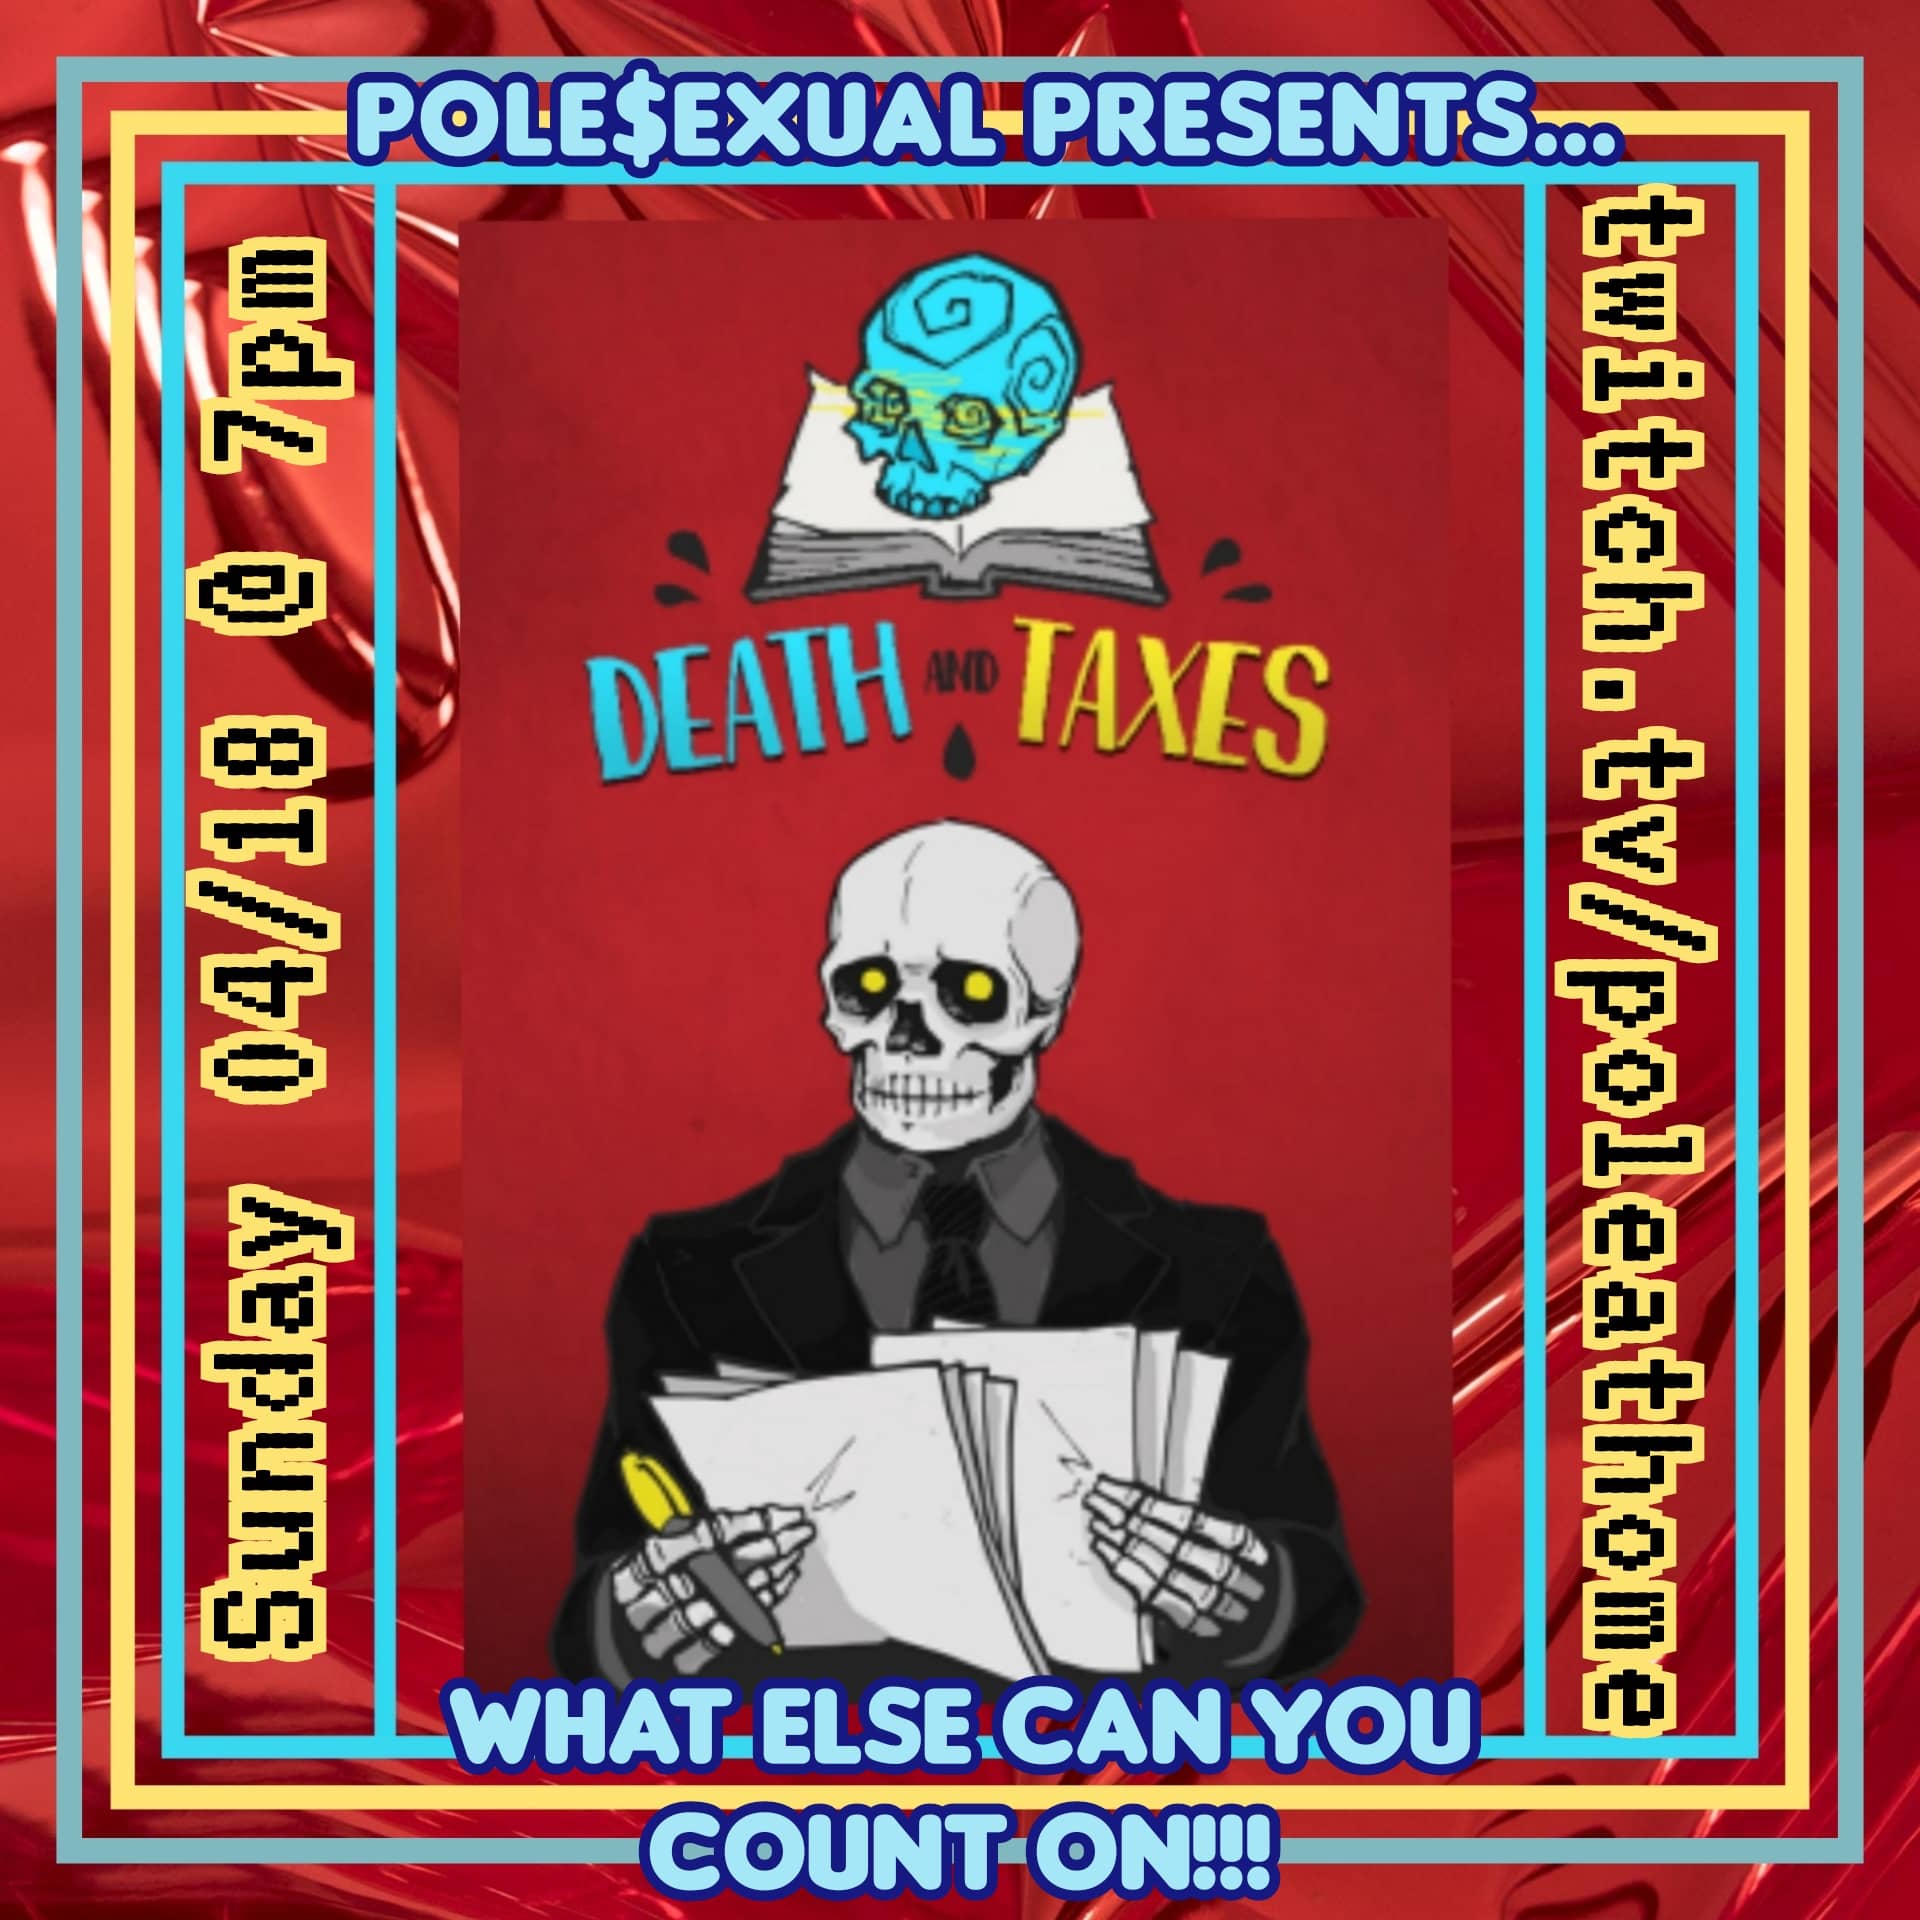 POLE$EXUAL PRESENTS...
Sunday 04/18 @ 7pm
twitch.tv/poleathome
DEATH AND TAXES
WHAT ELSE CAN YOU
COUNT ON!!!